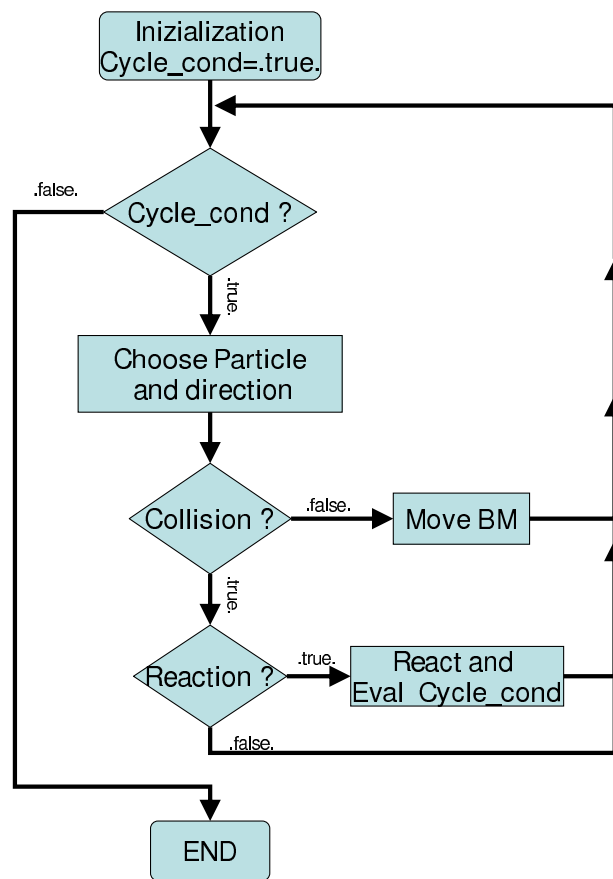 Inizialization
Cycle_cond=.true.
.false.
Cycle_cond ?
.true.
Choose Particle
and direction
Collision ?
.false.
Move BM
.true.
Reaction ?
.true.
React and
Eval Cycle_cond
.false.
END